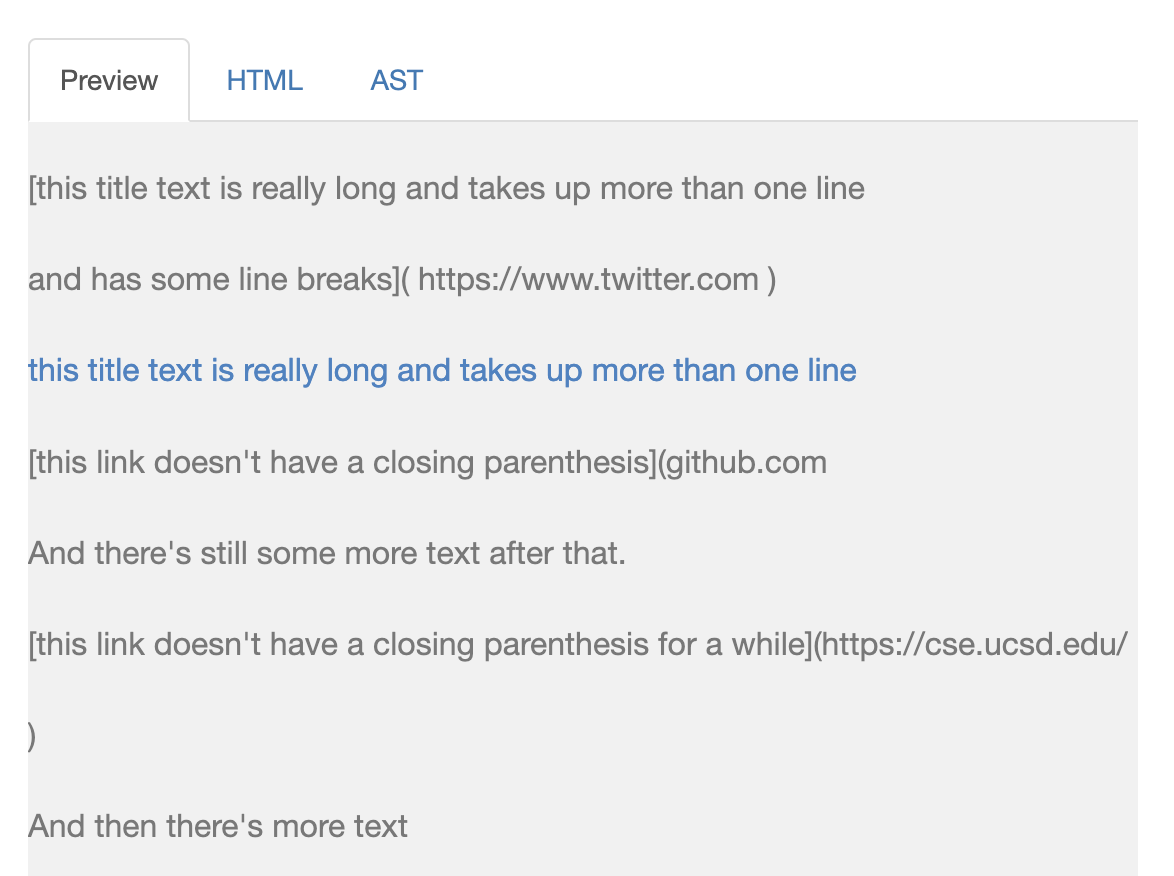 Preview HTML AST
[this title text is really long and takes up more than one line
and has some line breaks]( https://www.twitter.com )
this title text is really long and takes up more than one line
[this link doesn't have a closing parenthesis](github.com
And there's still some more text after that.
[this link doesn't have a closing parenthesis for a while](https://cse.ucsd.edu/
)
And then there's more text